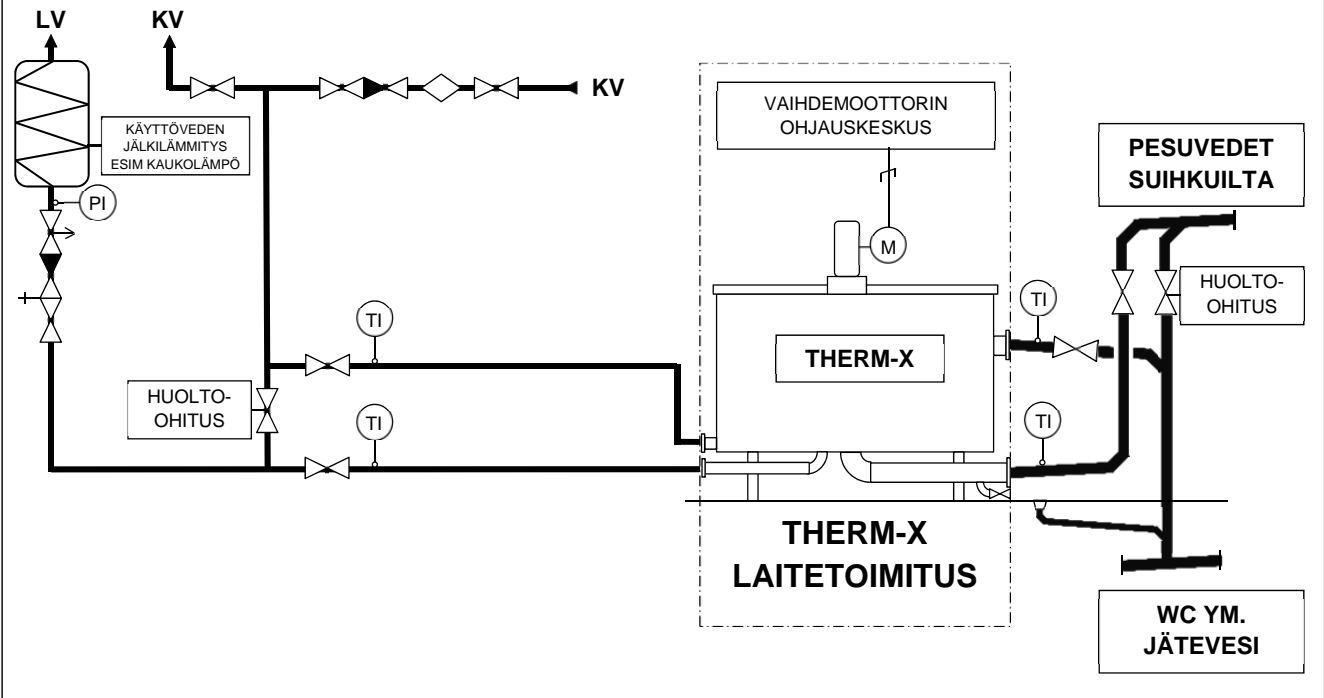 LV
KV
KV
KÄYTTÖVEDEN
JÄLKILÄMMITYS
ESIM KAUKOLÄMPÖ
PI
VAIHDEMOOTTORIN
OHJAUSKESKUS
M
PESUVEDET
SUIHKUILTA
TI
TI
HUOLTO-
OHITUS
THERM-X
HUOLTO-
OHITUS
TI
TI
THERM-X
LAITETOIMITUS
WC YM.
JÄTEVESI